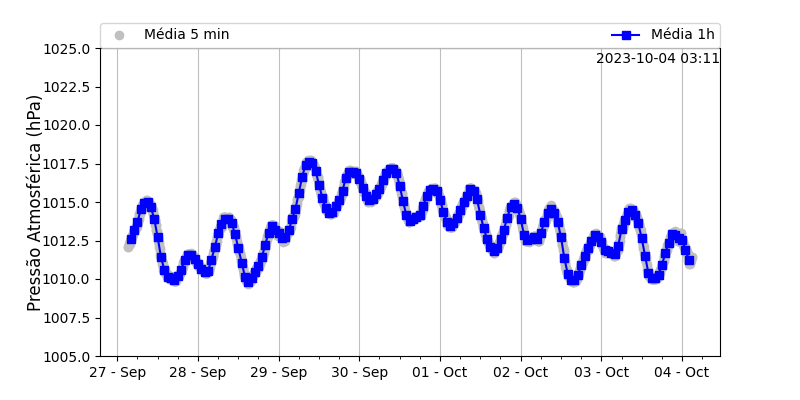 Média 5 min
Média 1h
2023-10-04 03:11
Pressão Atmosférica (hPa)
1025.0
1022.5
1020.0
1017.5
1015.0
1012.5
1010.0
1007.5
1005.0
27 - Sep
28 - Sep
29 - Sep
30 - Sep
01 - Oct
02 - Oct
03 - Oct
04 - Oct